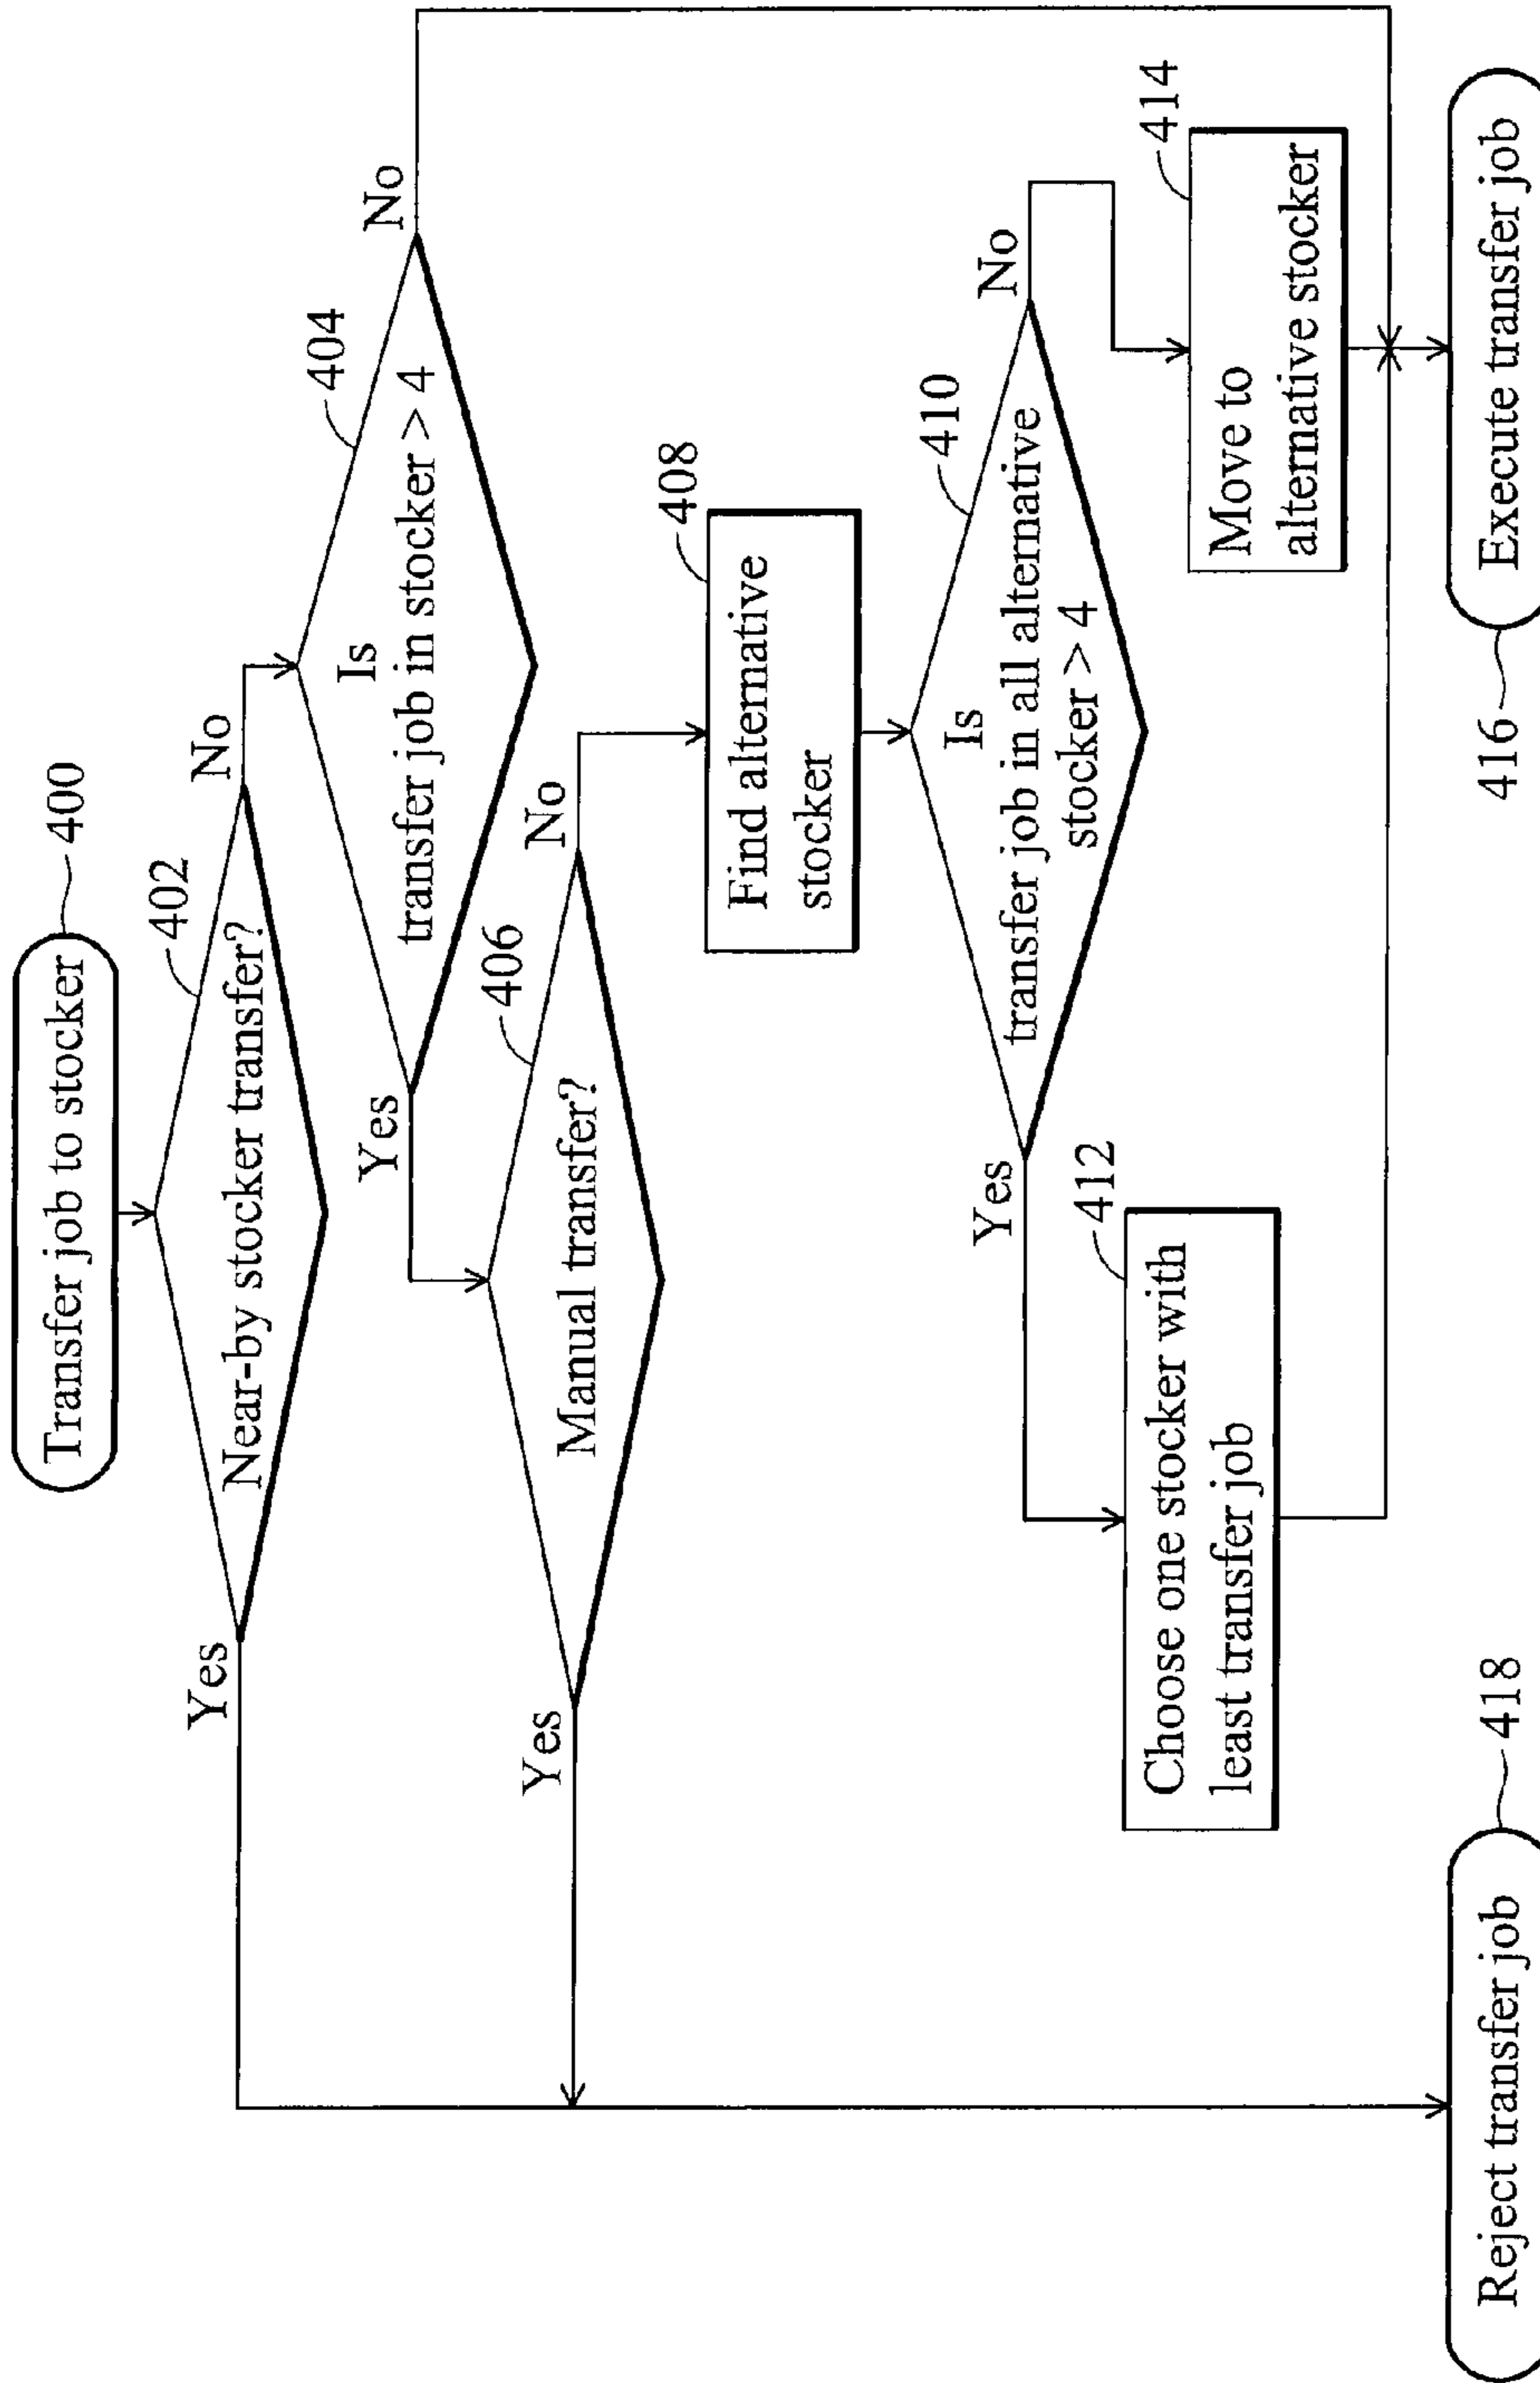 Transfer job to stocker
400
402
Near-by stocker transfer?
Yes
No
404
Is
transfer job in stocker > 4
Yes
No
406
Manual transfer?
Yes
No
408
Find alternative
stocker
410
Is
transfer job in all alternative
stocker > 4
Yes
No
412
Choose one stocker with
least transfer job
414
Move to
alternative stocker
Reject transfer job
418
416
Execute transfer job